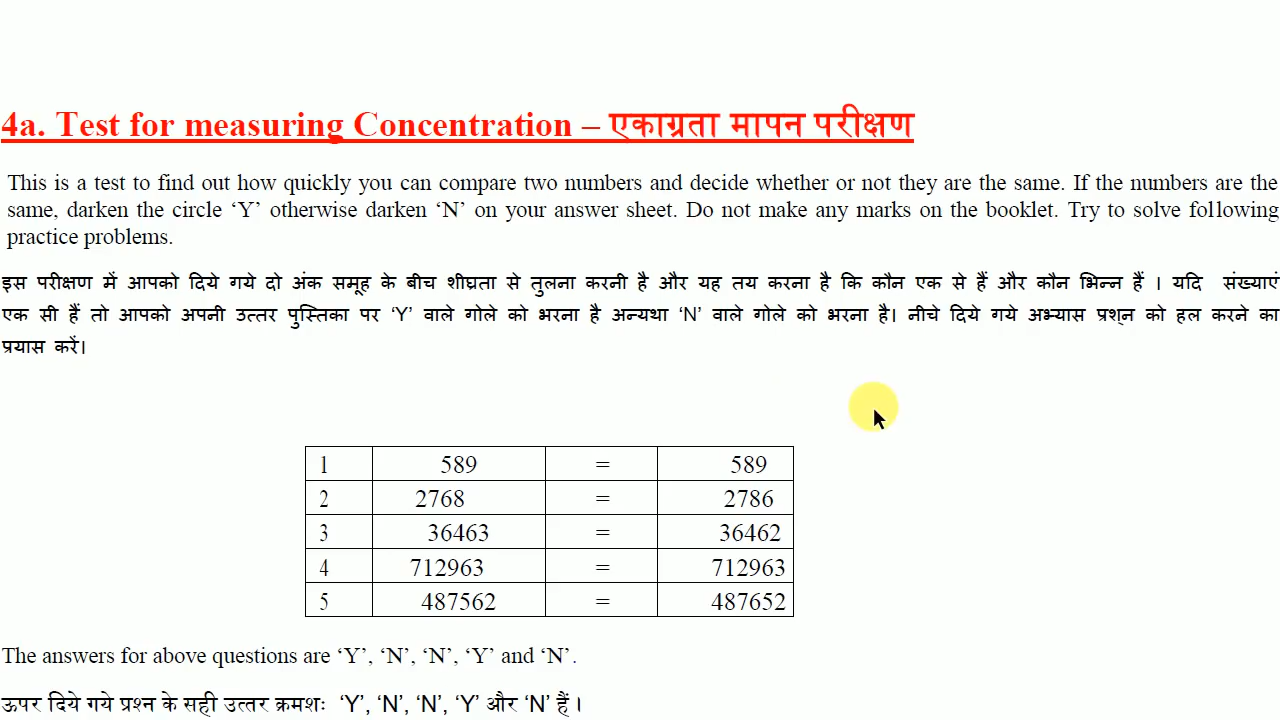 4a. Test for measuring Concentration – एकाग्रता मापन परीक्षण
This is a test to find out how quickly you can compare two numbers and decide whether or not they are the same. If the numbers are the
same, darken the circle ‘Y’ otherwise darken ‘N’ on your answer sheet. Do not make any marks on the booklet. Try to solve following
practice problems.
इस परीक्षण में आपको दिये गये दो अंक समूह के बीच शीघ्रता से तुलना करनी है और यह तय करना है कि कौन एक से हैं और कौन भिन्न हैं । यदि संख्याएं
एक सी हैं तो आपको अपनी उत्तर पुस्तिका पर ‘Y’ वाले गोले को भरना है अन्यथा ‘N’ वाले गोले को भरना है। नीचे दिये गये अभ्यास प्रश्न को हल करने का
प्रयास करें।
1 589 = 589
2 2768 = 2786
3 36463 = 36462
4 712963 = 712963
5 487562 = 487652
The answers for above questions are ‘Y’, ‘N’, ‘N’, ‘Y’ and ‘N’.
ऊपर दिये गये प्रश्न के सही उत्तर क्रमशः ‘Y’, ‘N’, ‘N’, ‘Y’ और ‘N’ हैं ।